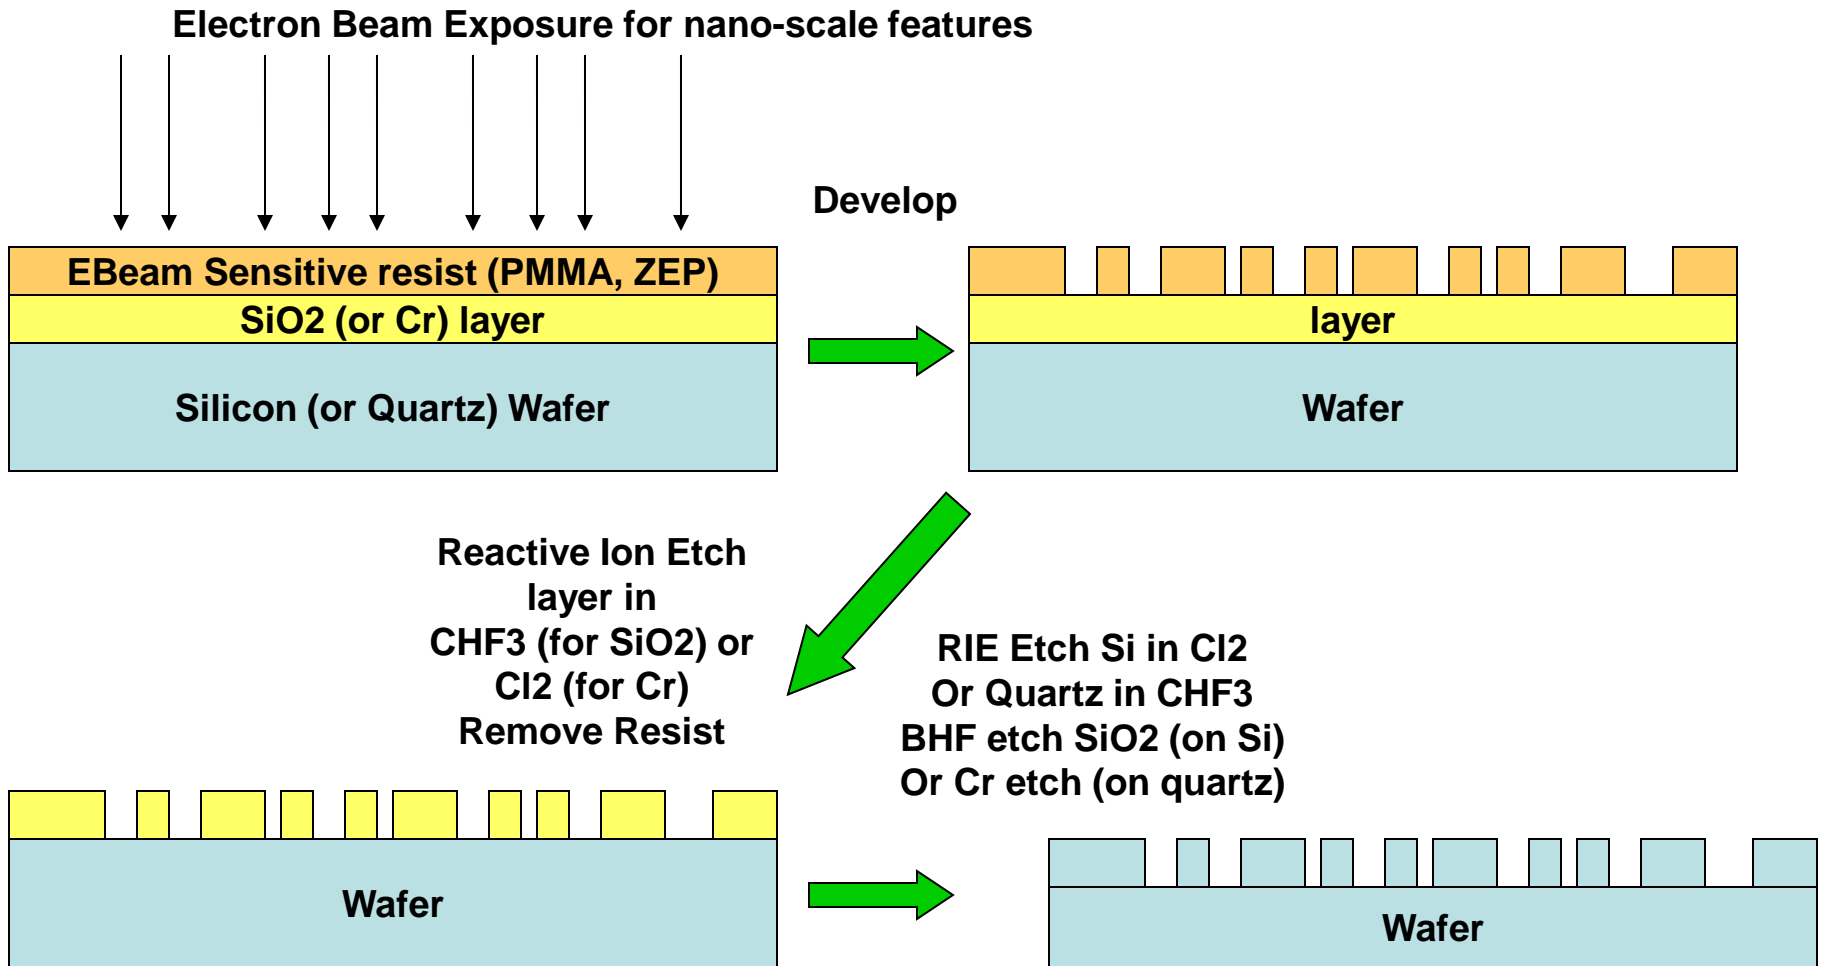 Electron Beam Exposure for nano-scale features
Develop
EBeam Sensitive resist (PMMA, ZEP)
SiO2 (or Cr) layer
Silicon (or Quartz) Wafer
layer
Wafer
Reactive Ion Etch
layer in
CHF3 (for SiO2) or
Cl2 (for Cr)
Remove Resist
RIE Etch Si in Cl2
Or Quartz in CHF3
BHF etch SiO2 (on Si)
Or Cr etch (on quartz)
Wafer
Wafer